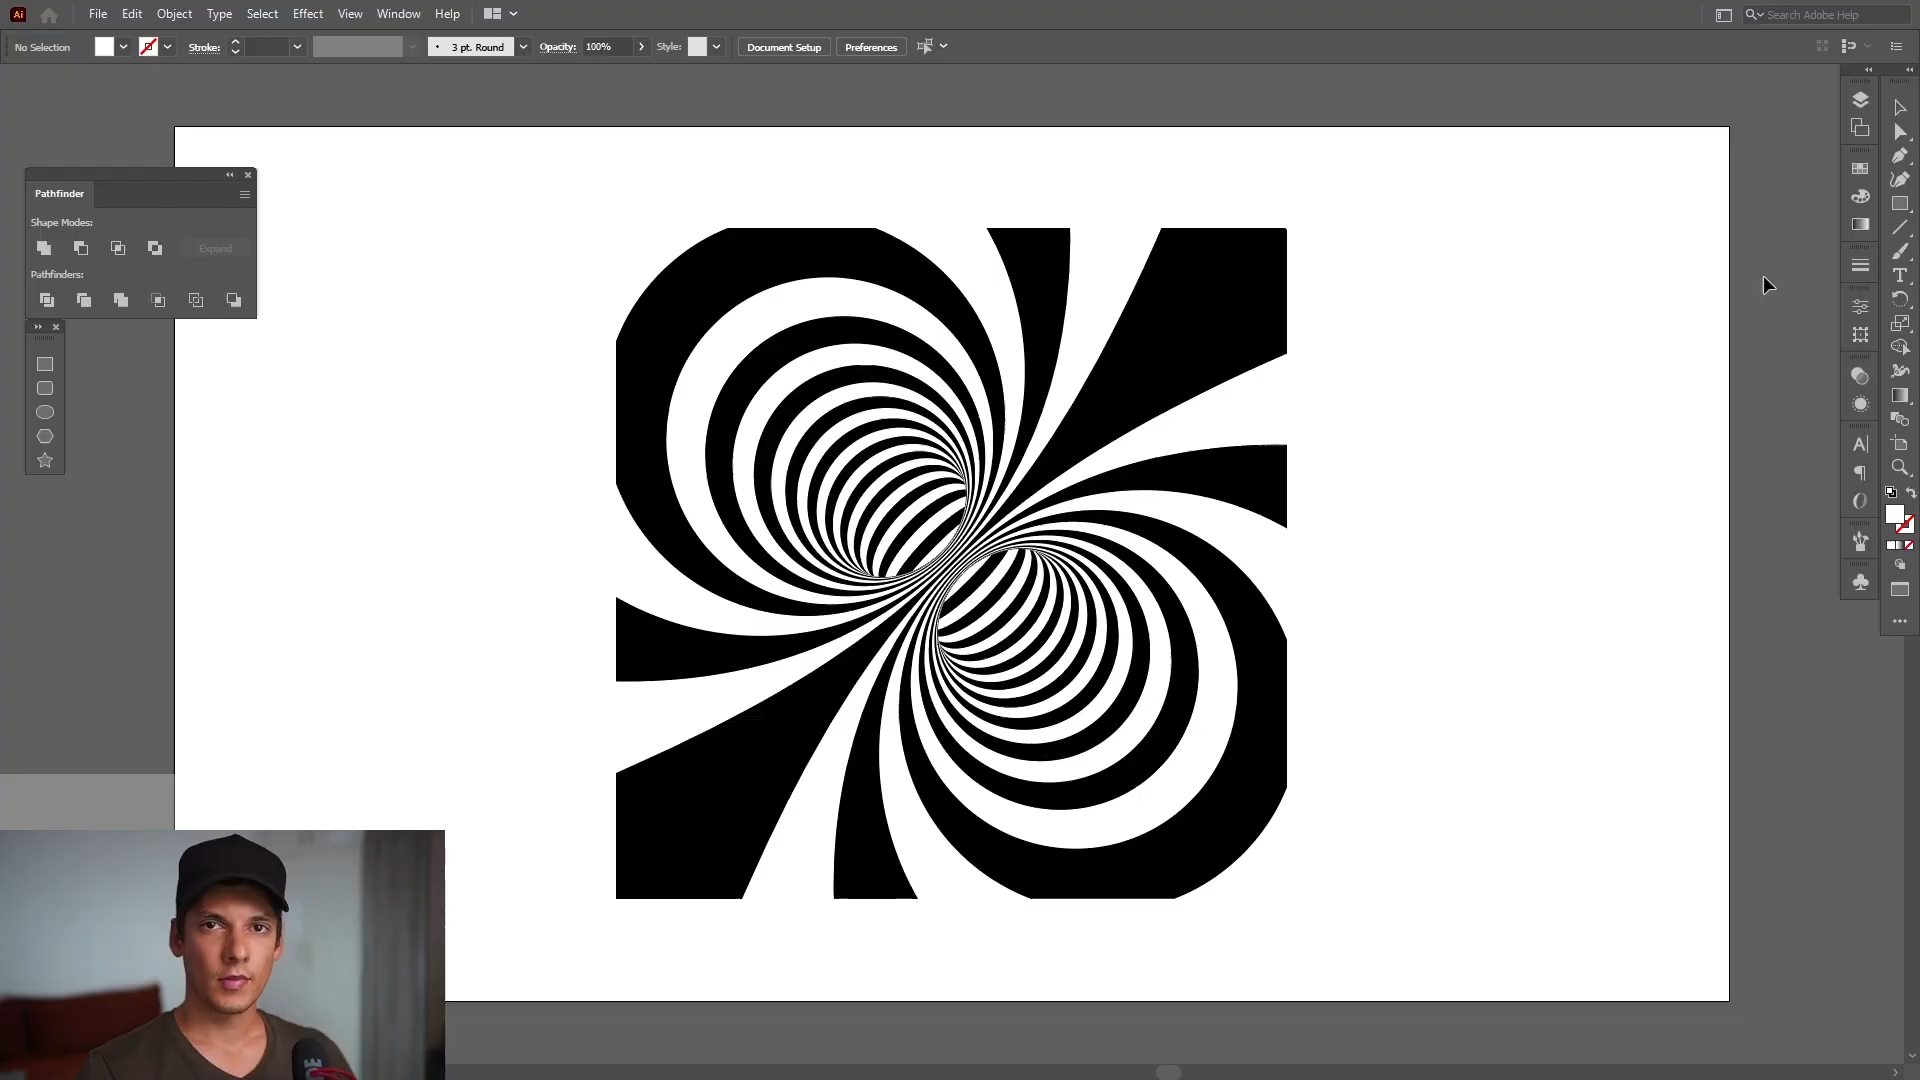 Ai File Edit Object Type Select Effect View Window Help Search Adobe Help
No Selection Stroke: 3 pt. Round Opacity: 100% Style: Document Setup Preferences
Pathfinder
Shape Modes:
Expand
Pathfinders: